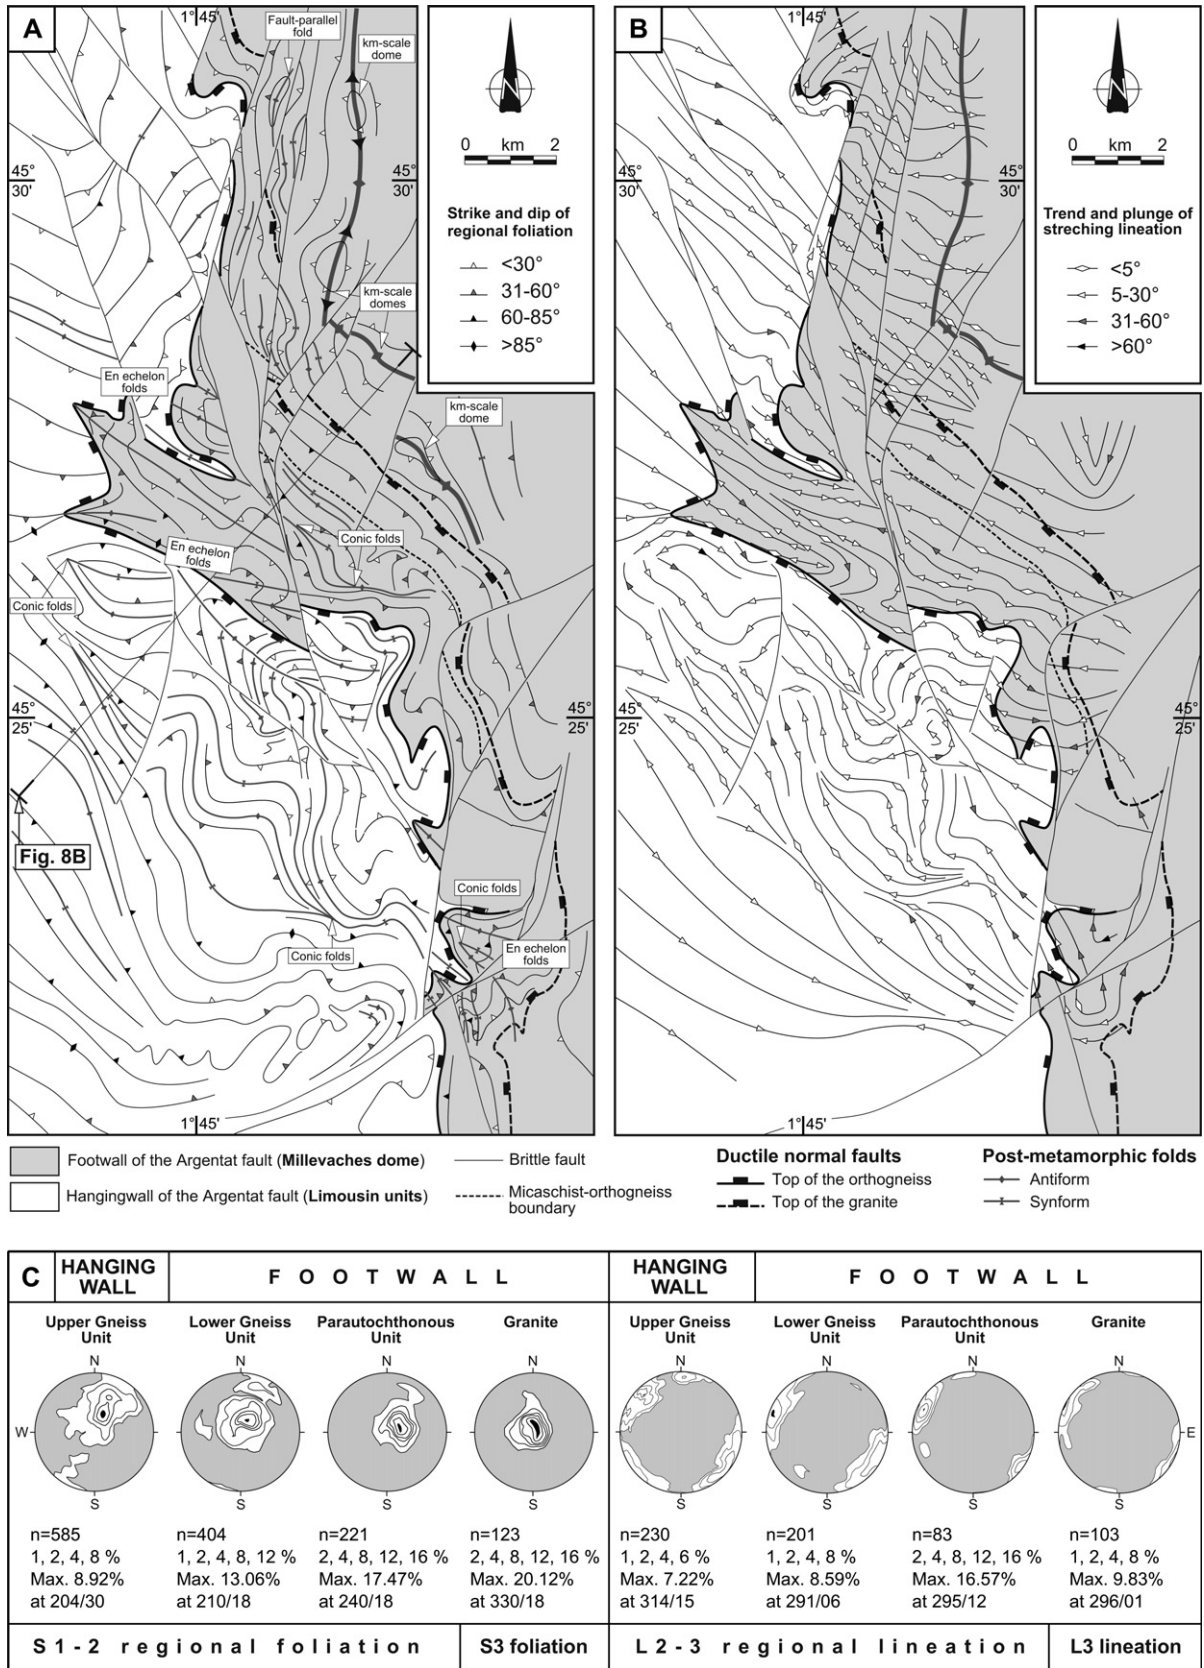 A
1° 45'
Fault-parallel
fold
km-scale
dome
N
0 km 2
45°
30'
Strike and dip of
regional foliation
<30°
31-60°
60-85°
>85°
km-scale
domes
En echelon
folds
km-scale
dome
Conic folds
En echelon
folds
Conic folds
45°
25'
Fig. 8B
Conic folds
Conic folds
En echelon
folds
1° 45'
B
1° 45'
N
0 km 2
45°
30'
45°
30'
Trend and plunge of
streching lineation
<5°
5-30°
31-60°
>60°
45°
25'
45°
25'
1° 45'
Footwall of the Argentat fault (Millevaches dome)
Hangingwall of the Argentat fault (Limousin units)
Brittle fault
Micaschist-orthogneiss
boundary
Ductile normal faults
Top of the orthogneiss
Top of the granite
Post-metamorphic folds
Antiform
Synform
C
HANGING
WALL
FOOTWALL
HANGING
WALL
FOOTWALL
Upper Gneiss
Unit
Lower Gneiss
Unit
Parautochthonous
Unit
Granite
Upper Gneiss
Unit
Lower Gneiss
Unit
Parautochthonous
Unit
Granite
N N N N N N N N
W E
S S S S S S S S
n=585 n=404 n=221 n=123 n=230 n=201 n=83 n=103
1, 2, 4, 8 % 1, 2, 4, 8, 12 % 2, 4, 8, 12, 16 % 2, 4, 8, 12, 16 % 1, 2, 4, 6 % 1, 2, 4, 8 % 2, 4, 8, 12, 16 % 1, 2, 4, 8 %
Max. 8.92% Max. 13.06% Max. 17.47% Max. 20.12% Max. 7.22% Max. 8.59% Max. 16.57% Max. 9.83%
at 204/30 at 210/18 at 240/18 at 330/18 at 314/15 at 291/06 at 295/12 at 296/01
S1-2 regional foliation S3 foliation L2-3 regional lineation L3 lineation